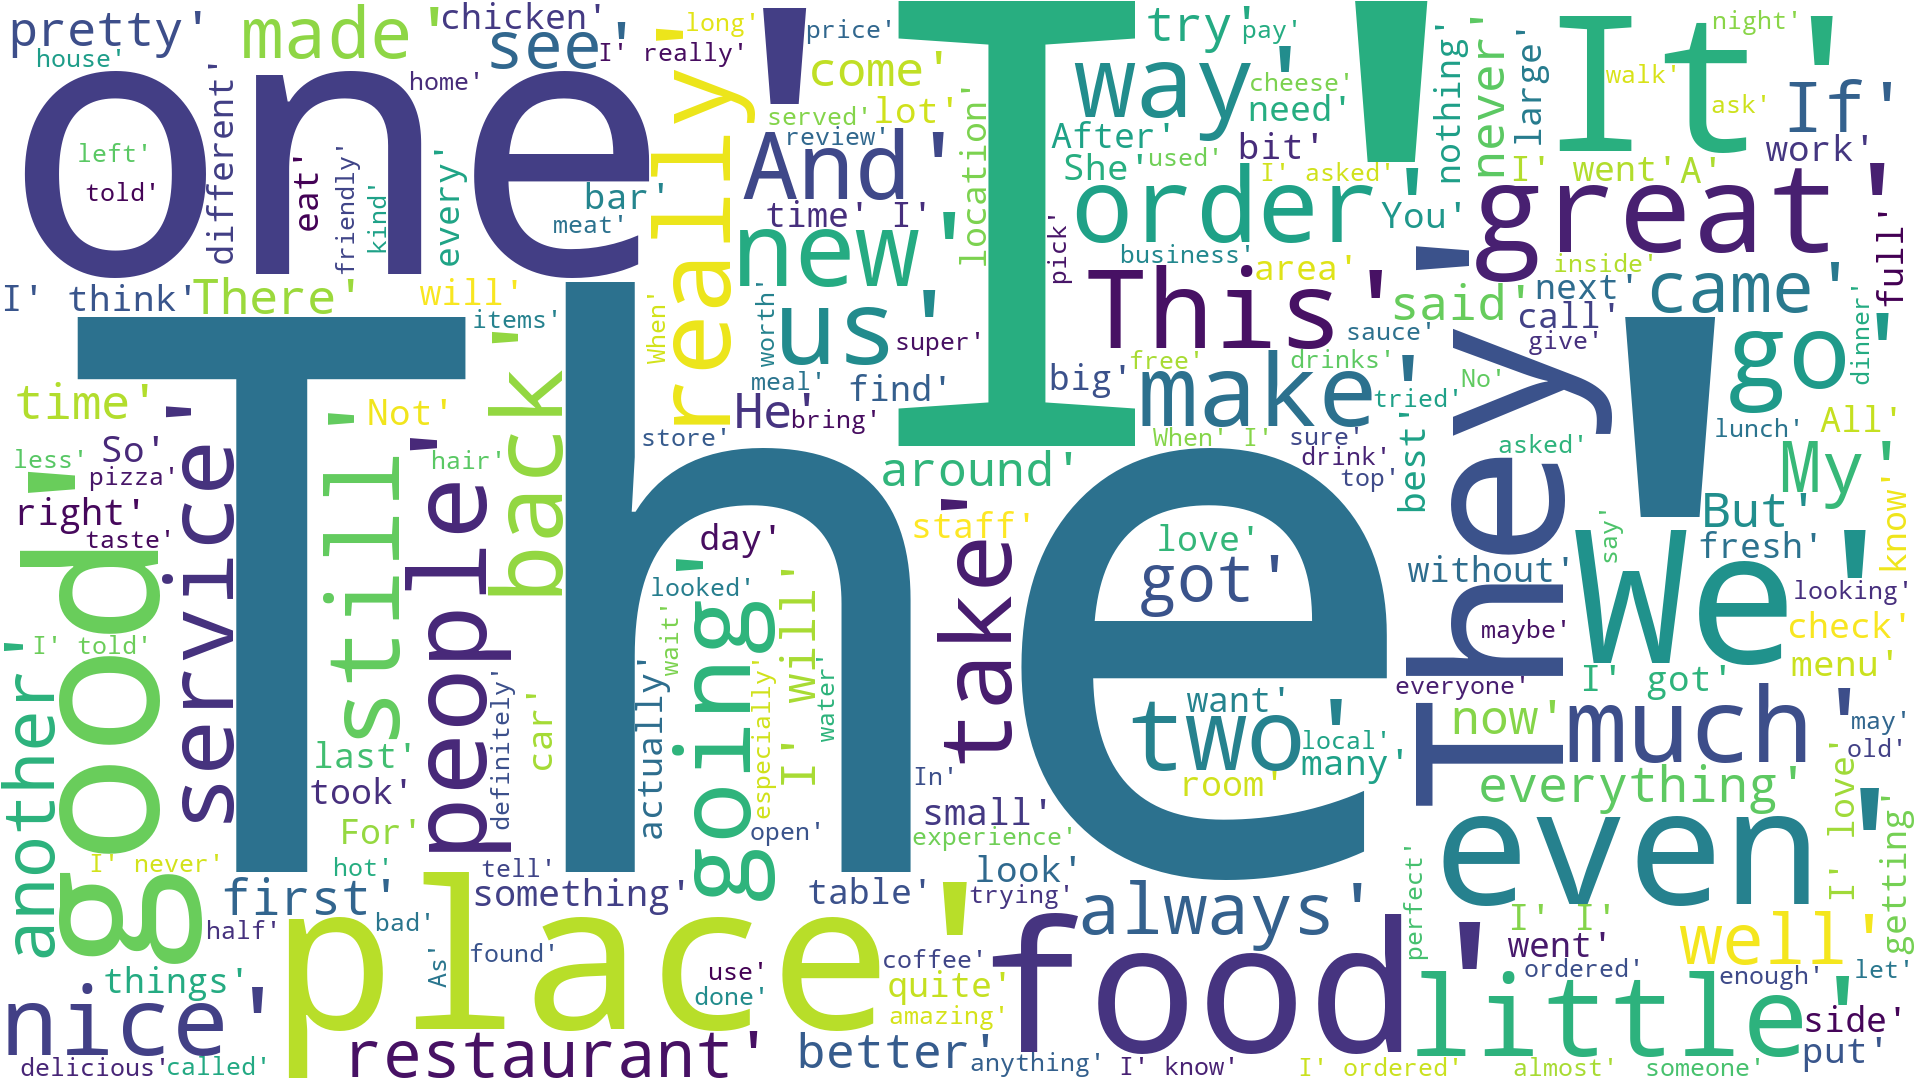 pretty'
made'
chicken'
see'
I' really'
long'
price'
try'
pay'
night'
house'
home'
one'
different'
left'
told'
eat'
friendly'
kind'
every'
bar'
meat'
really'
come'
served'
lot'
review'
And'
time' I'
location'
I'
way'
cheese'
need'
After'
She'
used'
bit'
I' asked'
nothing'
never'
large'
I' went'
It'
walk'
ask'
If'
work'
A'
order'
You'
great'
full'
I' think'
There'
will'
items'
When'
new'
worth'
us'
super'
pick'
business'
area'
This'
said'
sauce'
inside'
next'
call'
give'
came'
go'
dinner'
time'
So'
less'
pizza'
right'
taste'
service'
Not'
still'
people'
hair'
back'
store'
meal'
find'
He'
bring'
big'
free'
drinks'
make'
tried'
When' I'
sure'
drink'
top'
best'
No'
They'
asked'
lunch'
All'
My'
know'
The'
around'
day'
looked'
staff'
take'
love'
got'
without'
say'
But'
fresh'
We'
looking'
maybe'
check'
menu'
I' told'
another'
good'
last'
took'
For'
hot'
definitely'
car'
actually'
wait'
going'
especially'
I' will'
water'
open'
In'
small'
experience'
look'
trying'
want'
two'
local'
many'
room'
everyone'
I' got'
now'
much'
may'
old'
everything'
I' love'
getting'
even'
I' never'
first'
tell'
something'
table'
always'
perfect'
I' I'
went'
well'
half'
bad'
As'
found'
place'
use'
done'
coffee'
quite'
amazing'
food'
ordered'
enough'
let'
things'
nice'
little'
side'
put'
delicious'
called'
restaurant'
better'
anything'
I' know'
I' ordered'
almost'
someone'